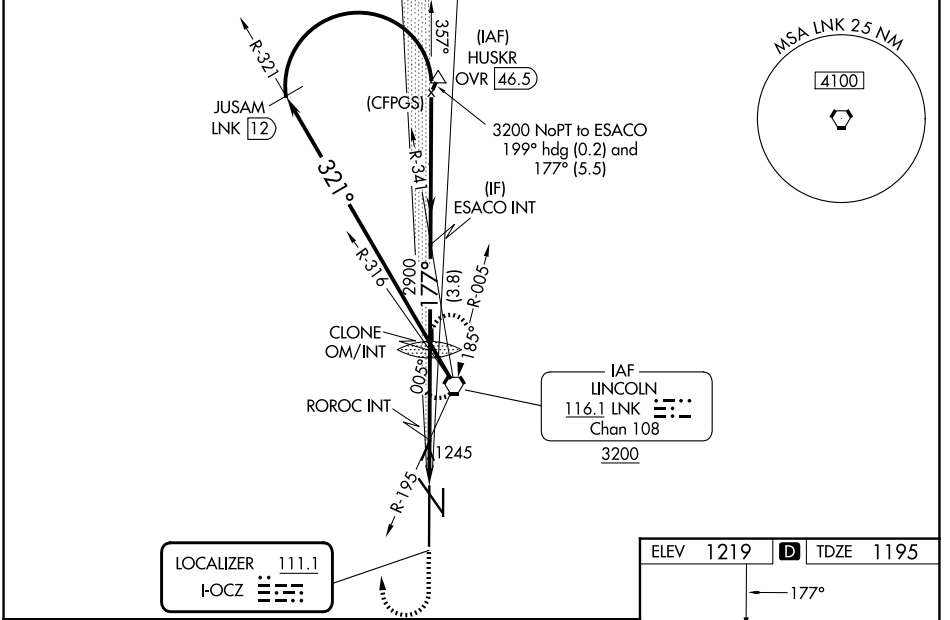 357°
(IAF)
HUSKR
OVR 46.5
MSA LNK 25 NM
4100
R-321
JUSAM
LNK 12
(CFPGS)
3200 NoPT to ESACO
199° hdg (0.2) and
177° (5.5)
R-341
321°
(IF)
ESACO INT
R-316
2900
177°
(3.8)
R-005
185°
CLONE
OM/INT
005°
ROROC INT
IAF
LINCOLN
116.1 LNK
Chan 108
3200
1245
R-195
LOCALIZER 111.1
I-OCZ
ELEV 1219 D TDZE 1195
177°